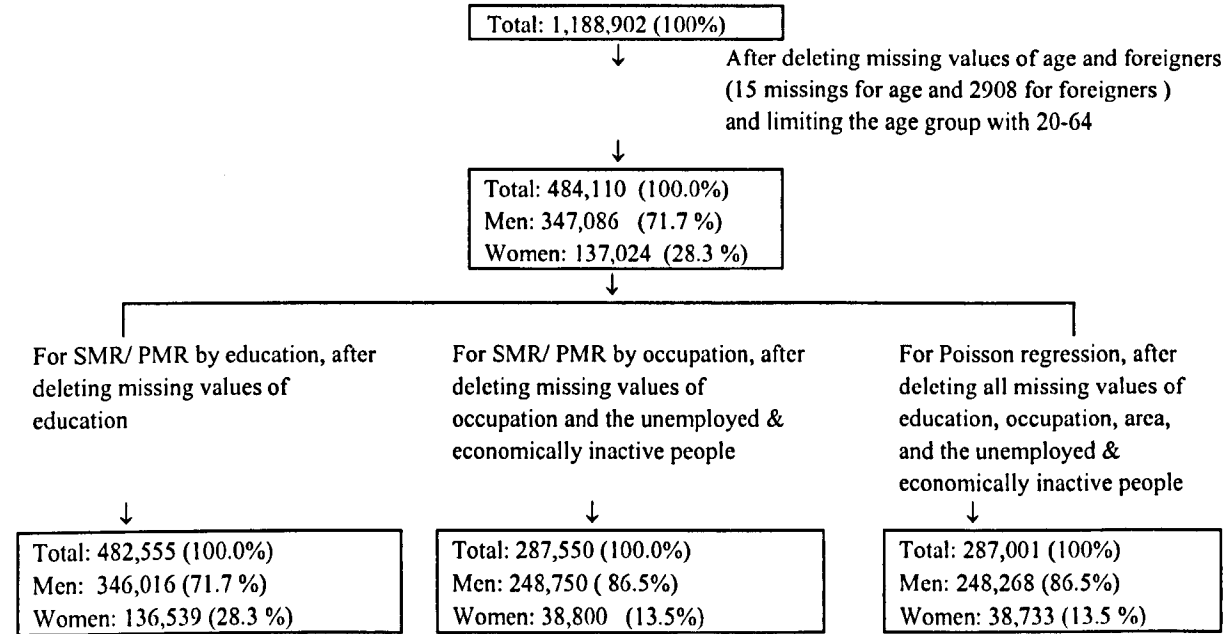 Total: 1,188,902 (100%)
↓
After deleting missing values of age and foreigners
(15 missings for age and 2908 for foreigners )
and limiting the age group with 20-64
↓
Total: 484,110 (100.0%)
Men: 347,086 (71.7 %)
Women: 137,024 (28.3 %)
↓
For SMR/ PMR by education, after
deleting missing values of
education
↓
Total: 482,555 (100.0%)
Men: 346,016 (71.7 %)
Women: 136,539 (28.3 %)
For SMR/ PMR by occupation, after
deleting missing values of
occupation and the unemployed &
economically inactive people
↓
Total: 287,550 (100.0%)
Men: 248,750 ( 86.5%)
Women: 38,800 (13.5%)
For Poisson regression, after
deleting all missing values of
education, occupation, area,
and the unemployed &
economically inactive people
↓
Total: 287,001 (100%)
Men: 248,268 (86.5%)
Women: 38,733 (13.5 %)